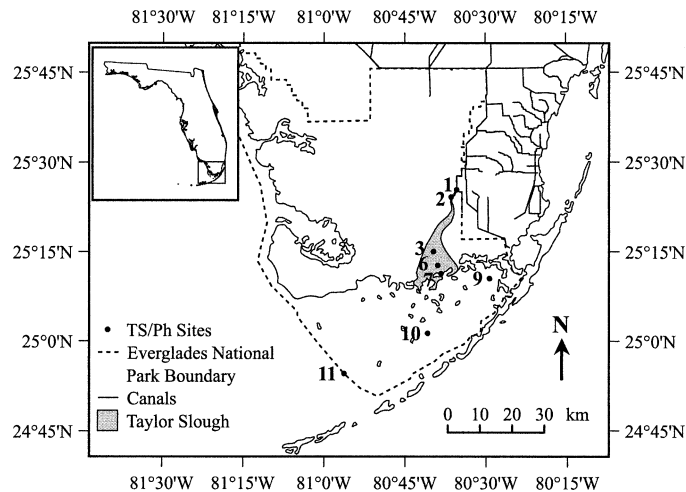 81°30'W 81°15'W 81°0'W 80°45'W 80°30'W 80°15'W
25°45'N 25°45'N
25°30'N 25°30'N
1
2
25°15'N 3 25°15'N
6
7 9
TS/Ph Sites
25°0'N 10 N 25°0'N
Everglades National
Park Boundary
11
Canals
Taylor Slough
0 10 20 30 km
24°45'N 24°45'N
81°30'W 81°15'W 81°0'W 80°45'W 80°30'W 80°15'W